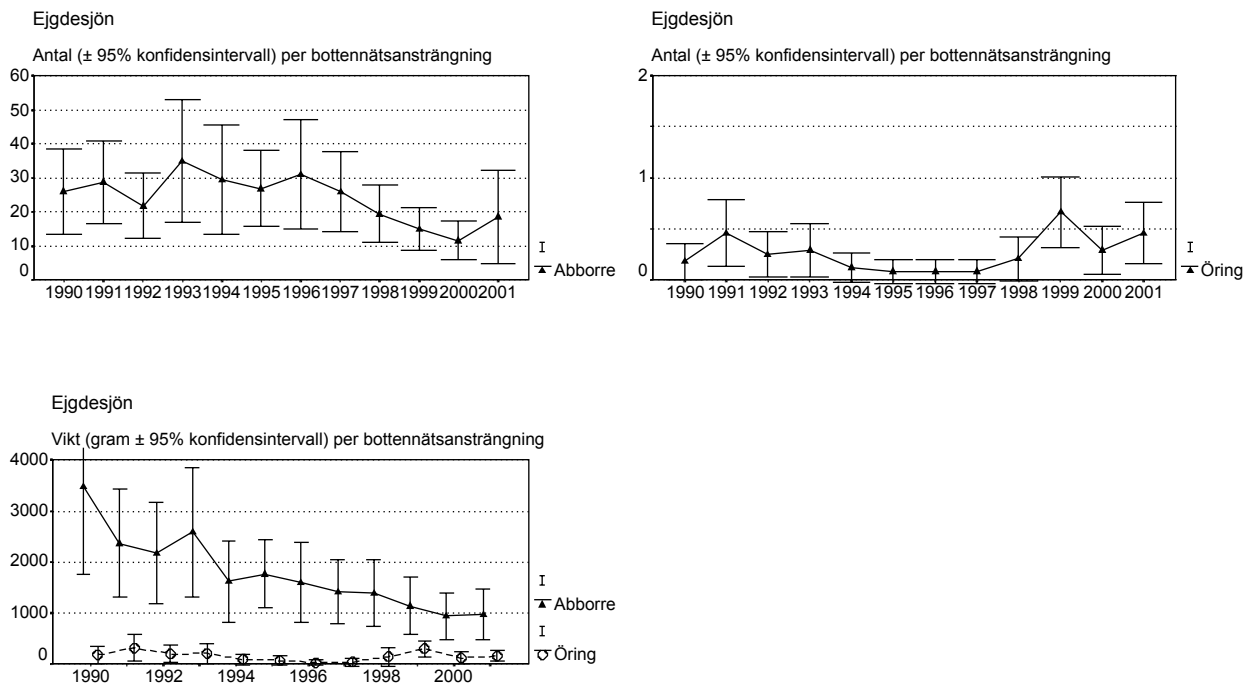 Ejgdesjön
Antal (± 95% konfidensintervall) per bottennätsansträngning
60
50
40
30
20
10
0
1990 1991 1992 1993 1994 1995 1996 1997 1998 1999 2000 2001
Abborre
Ejgdesjön
Antal (± 95% konfidensintervall) per bottennätsansträngning
2
1
0
1990 1991 1992 1993 1994 1995 1996 1997 1998 1999 2000 2001
Öring
Ejgdesjön
Vikt (gram ± 95% konfidensintervall) per bottennätsansträngning
4000
3000
2000
1000
0
1990 1992 1994 1996 1998 2000
Abborre
Öring